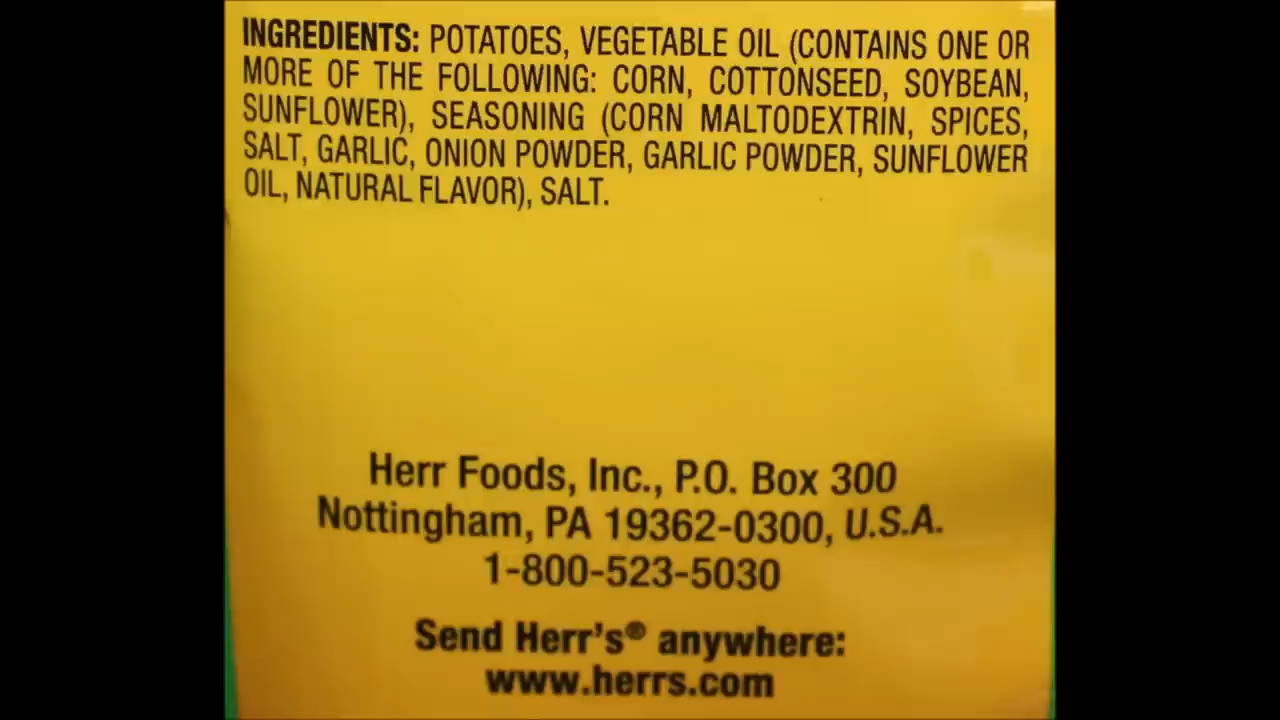 INGREDIENTS: POTATOES, VEGETABLE OIL (CONTAINS ONE OR
MORE OF THE FOLLOWING: CORN, COTTONSEED, SOYBEAN,
SUNFLOWER), SEASONING (CORN MALTODEXTRIN, SPICES,
SALT, GARLIC, ONION POWDER, GARLIC POWDER, SUNFLOWER
OIL, NATURAL FLAVOR), SALT.
Herr Foods, Inc., P.O. Box 300
Nottingham, PA 19362-0300, U.S.A.
1-800-523-5030
Send Herr's® anywhere:
www.herrs.com